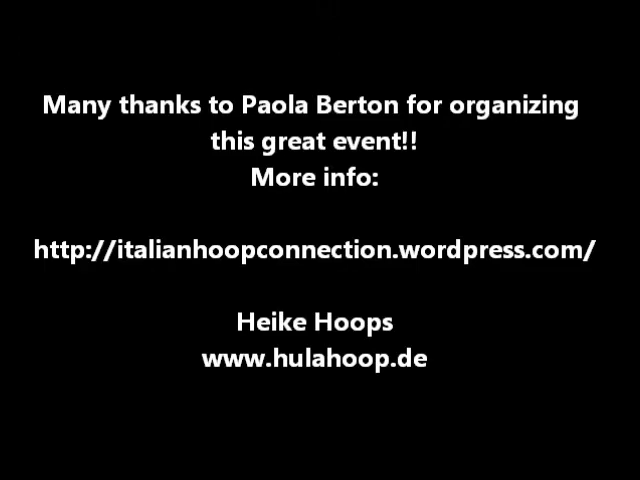 Many thanks to Paola Berton for organizing
this great event!!
More info:
http://italianhoopconnection.wordpress.com/
Heike Hoops
www.hulahoop.de